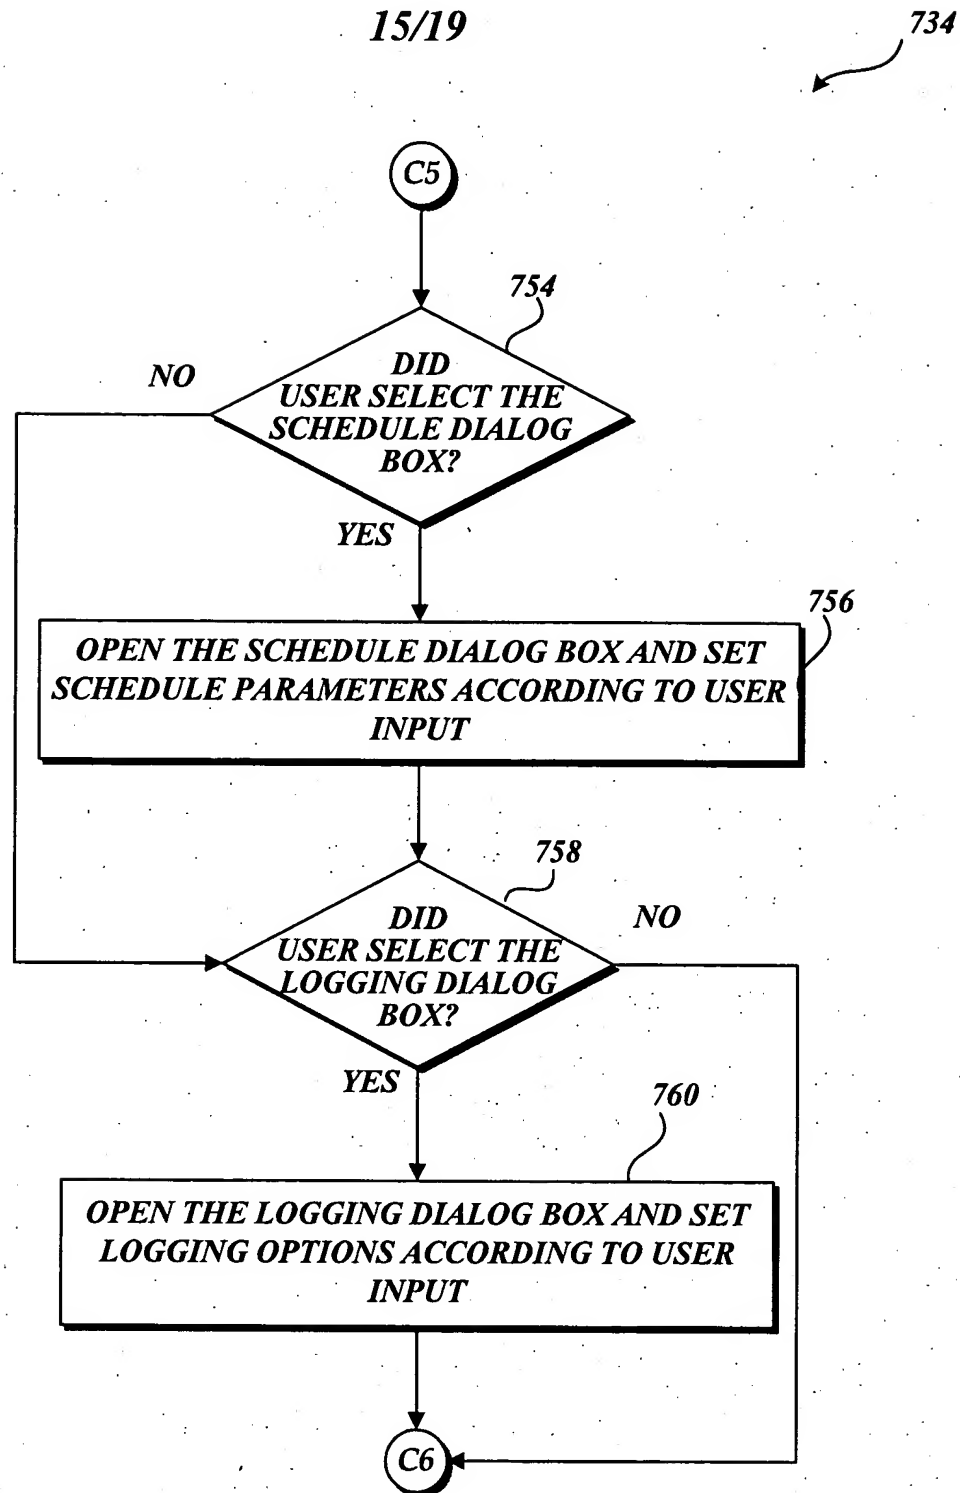 15/19
734
C5
754
NO
DID
USER SELECT THE
SCHEDULE DIALOG
BOX?
YES
756
OPEN THE SCHEDULE DIALOG BOX AND SET
SCHEDULE PARAMETERS ACCORDING TO USER
INPUT
758
DID
USER SELECT THE
LOGGING DIALOG
BOX?
NO
YES
760
OPEN THE LOGGING DIALOG BOX AND SET
LOGGING OPTIONS ACCORDING TO USER
INPUT
C6